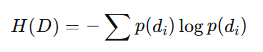 H(D) = − ∑ p(dᵢ) log p(dᵢ)